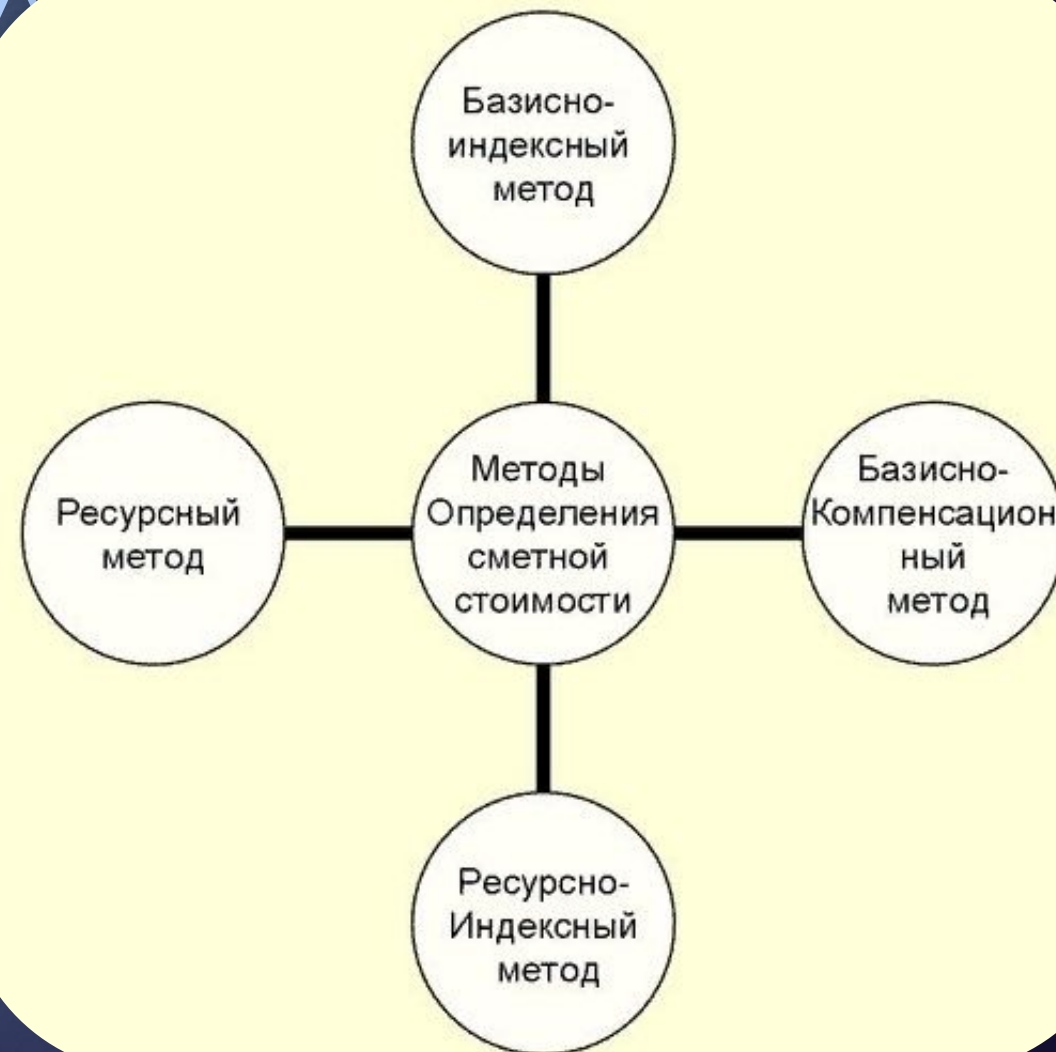 Базисно-
индексный
метод
Ресурсный
метод
Методы
Определения
сметной
стоимости
Базисно-
Компенсацион
ный
метод
Ресурсно-
Индексный
метод